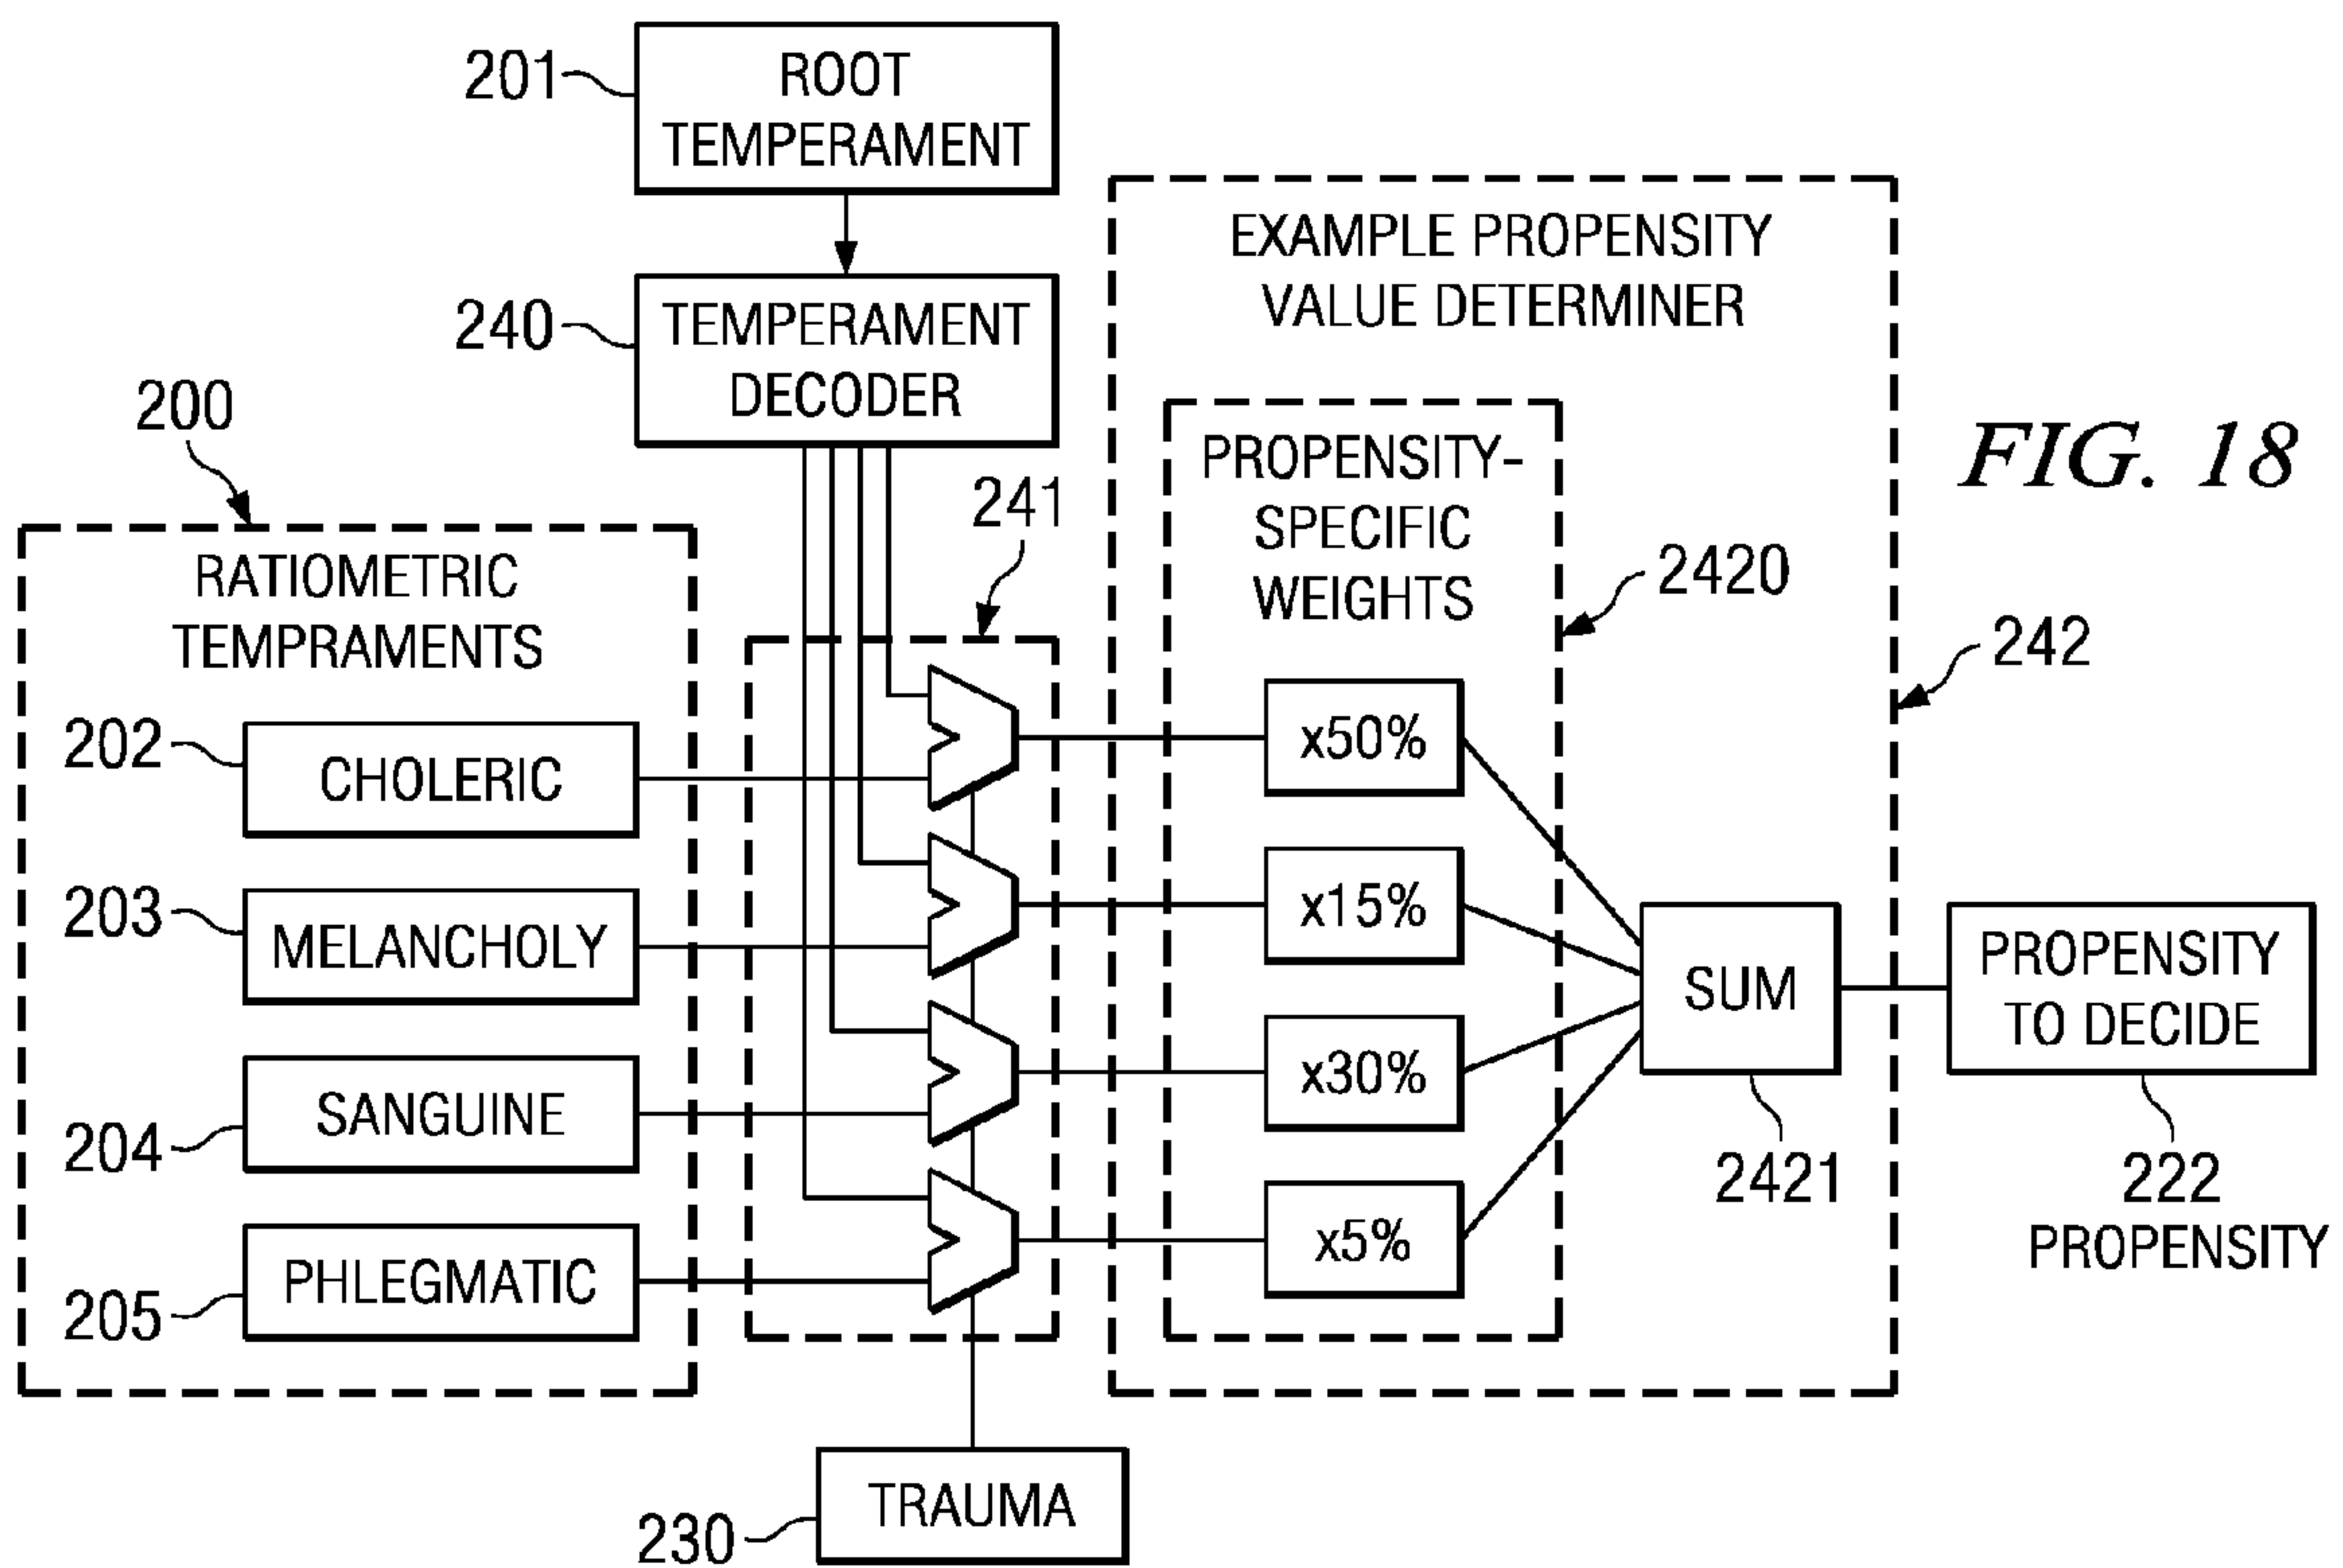 201
ROOT
TEMPERAMENT
240
TEMPERAMENT
DECODER
EXAMPLE PROPENSITY
VALUE DETERMINER
200
241
PROPENSITY-
SPECIFIC
WEIGHTS
FIG. 18
2420
242
RATIOMETRIC
TEMPRAMENTS
202
CHOLERIC
x50%
203
MELANCHOLY
x15%
SUM
PROPENSITY
TO DECIDE
204
SANGUINE
x30%
2421
222
PROPENSITY
205
PHLEGMATIC
x5%
230
TRAUMA